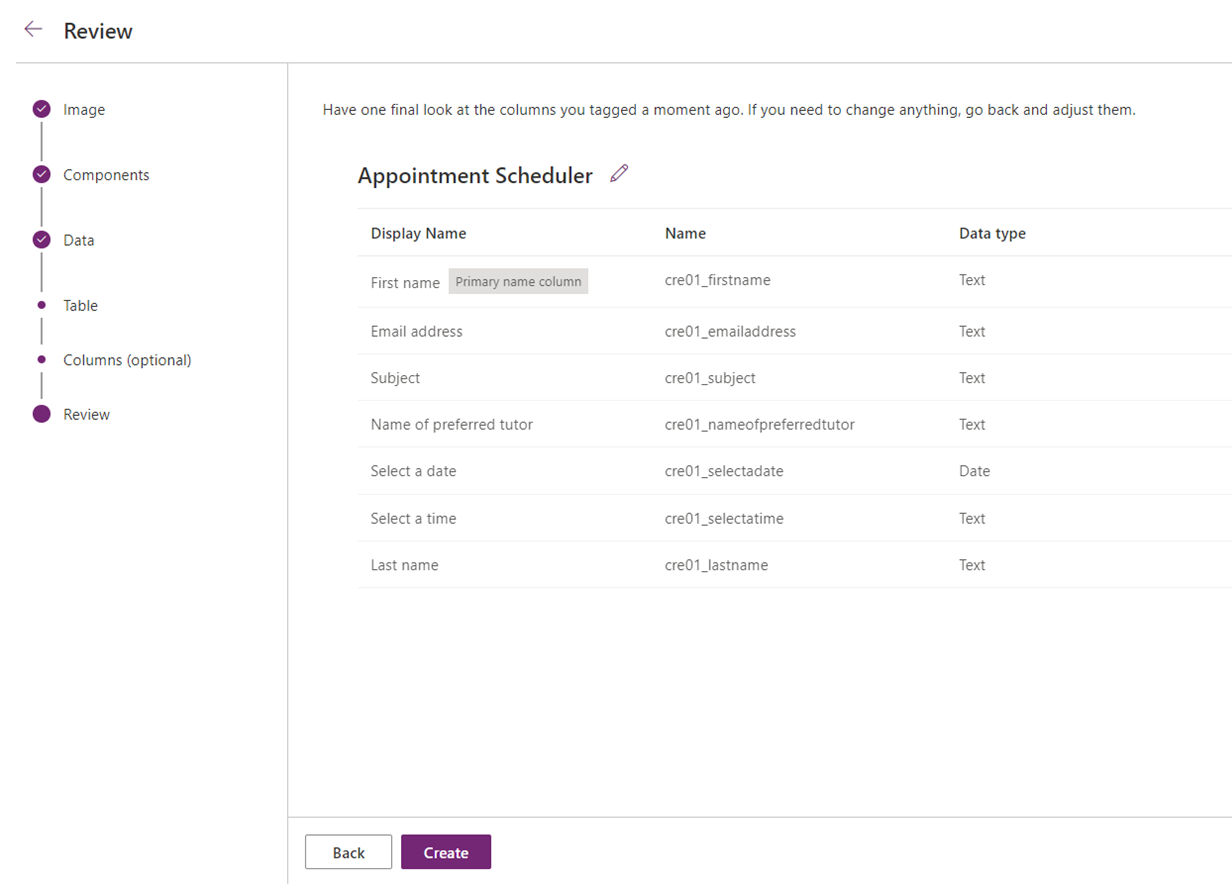 Review
Image
Components
Data
Table
Columns (optional)
Review
Have one final look at the columns you tagged a moment ago. If you need to change anything, go back and adjust them.
Appointment Scheduler
Display Name Name Data type
First name Primary name column cre01_firstname Text
Email address cre01_emailaddress Text
Subject cre01_subject Text
Name of preferred tutor cre01_nameofpreferredtutor Text
Select a date cre01_selectadate Date
Select a time cre01_selectatime Text
Last name cre01_lastname Text
Back Create